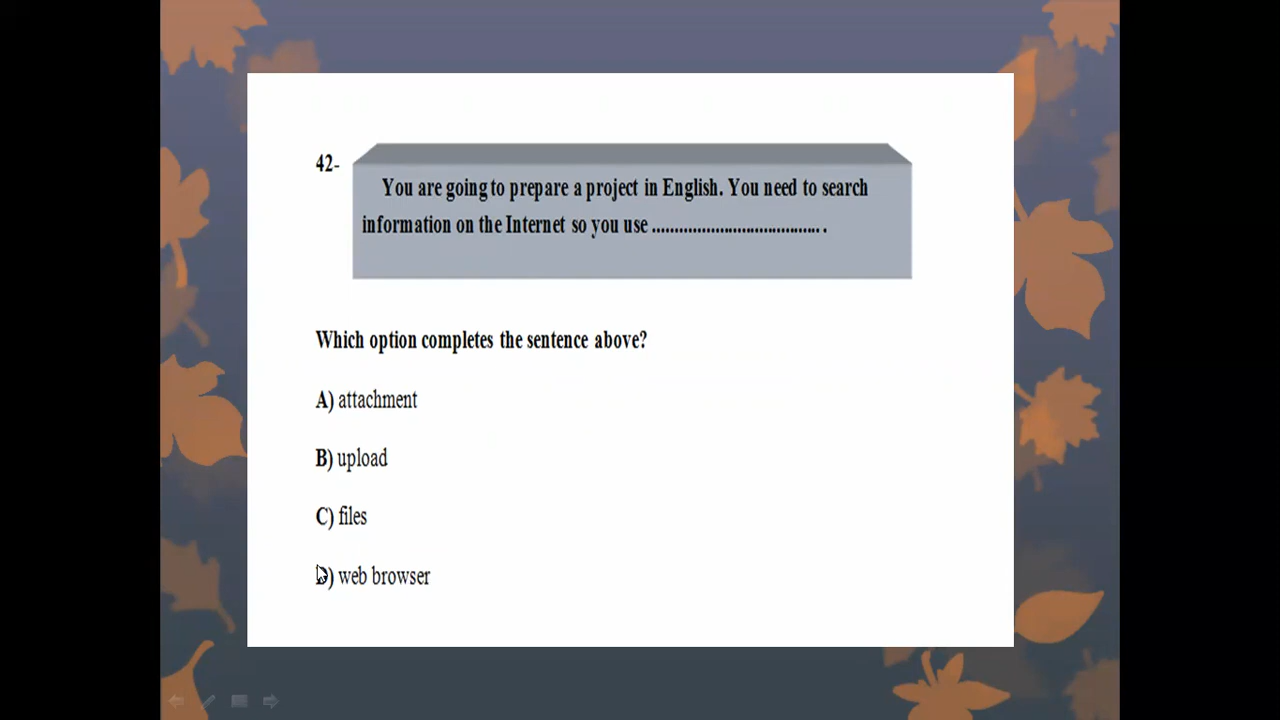 42-
You are going to prepare a project in English. You need to search
information on the Internet so you use ..................................... .
Which option completes the sentence above?
A) attachment
B) upload
C) files
D) web browser